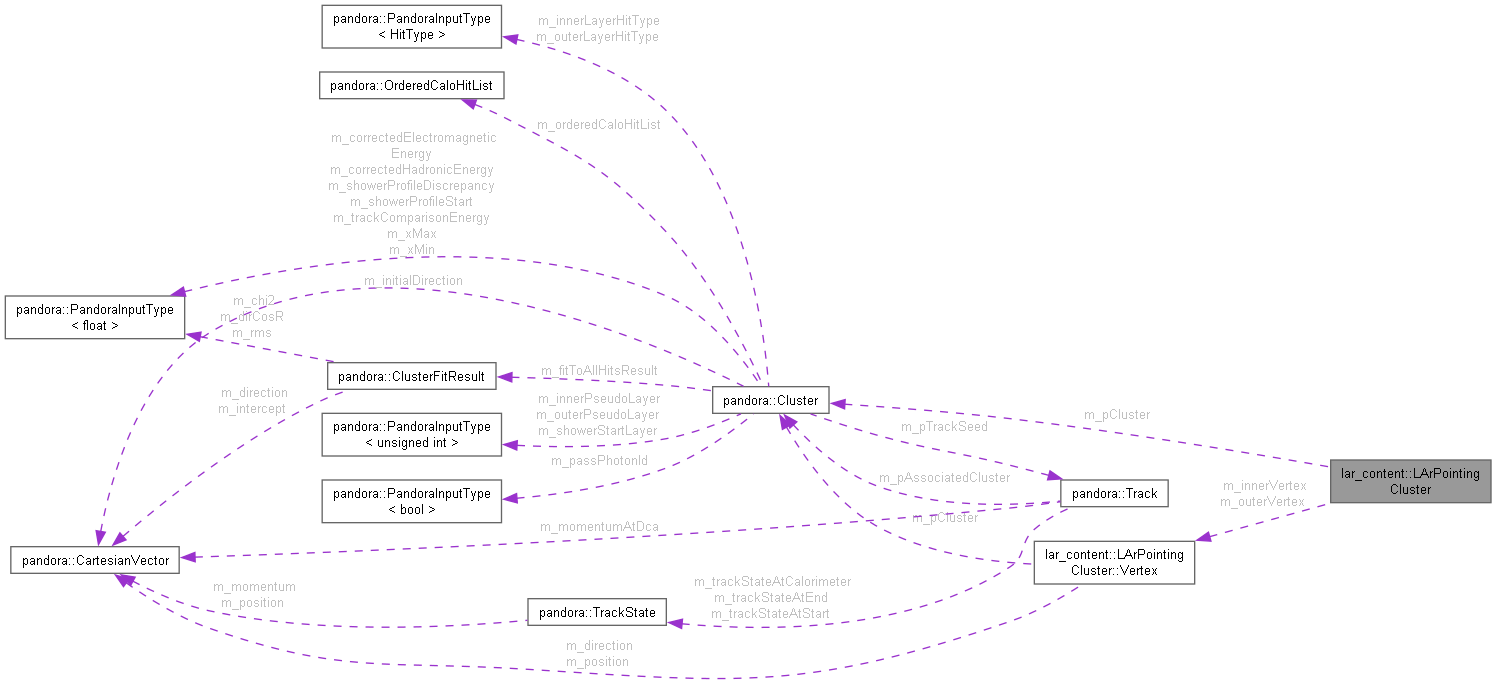 pandora::PandoraInputType
< HitType >
m_innerLayerHitType
m_outerLayerHitType
pandora::OrderedCaloHitList
m_orderedCaloHitList
m_correctedElectromagnetic
Energy
m_correctedHadronicEnergy
m_showerProfileDiscrepancy
m_showerProfileStart
m_trackComparisonEnergy
m_xMax
m_xMin
m_initialDirection
pandora::PandoraInputType
< float >
m_chi2
m_dirCosR
m_rms
pandora::ClusterFitResult
m_fitToAllHitsResult
m_direction
m_intercept
pandora::PandoraInputType
< unsigned int >
m_innerPseudoLayer
m_outerPseudoLayer
m_showerStartLayer
pandora::Cluster
m_pCluster
m_pTrackSeed
m_passPhotonId
pandora::PandoraInputType
< bool >
m_pAssociatedCluster
pandora::Track
m_innerVertex
m_outerVertex
lar_content::LArPointing
Cluster
m_pCluster
m_momentumAtDca
pandora::CartesianVector
lar_content::LArPointing
Cluster::Vertex
m_momentum
m_position
pandora::TrackState
m_trackStateAtCalorimeter
m_trackStateAtEnd
m_trackStateAtStart
m_direction
m_position